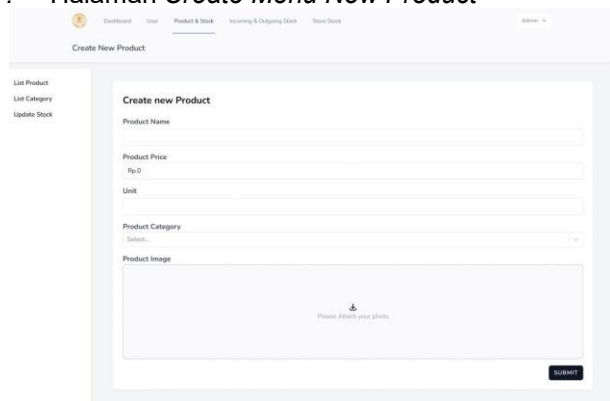 Halaman Create Menu New Product
Dashboard User Product & Stock Incoming & Outgoing Stock Store Stock Admin
Create New Product
List Product
List Category
Update Stock
Create new Product
Product Name
Product Price
Rp.0
Unit
Product Category
Select...
Product Image
Please Attach your photo
SUBMIT